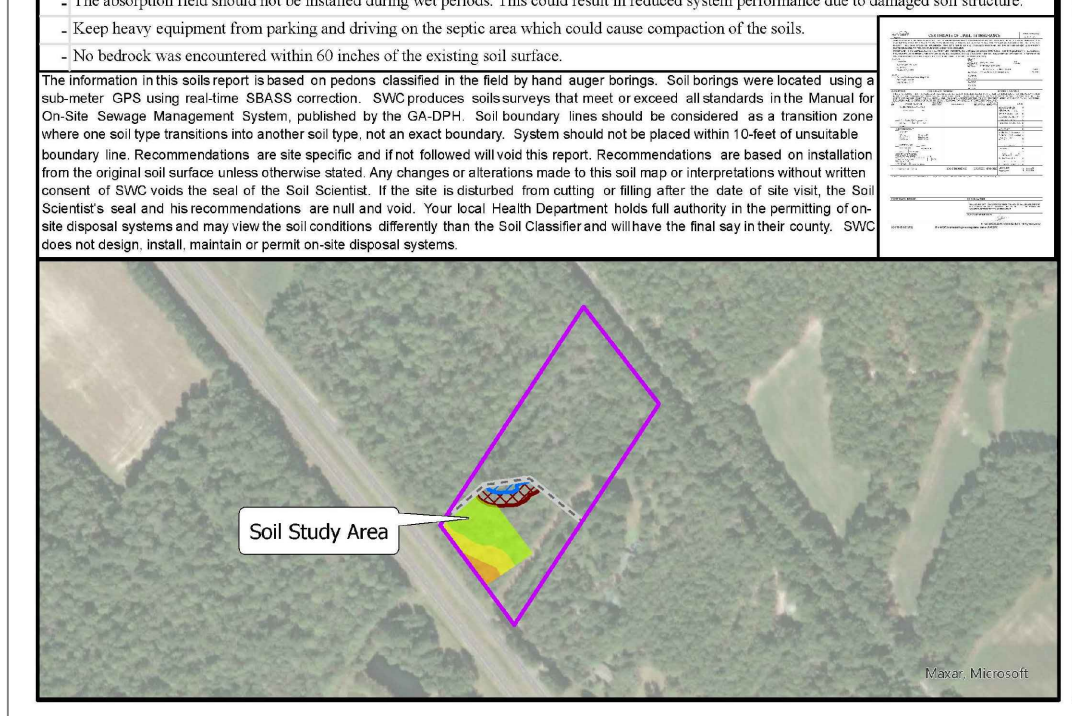 - The absorption field should not be installed during wet periods. This could result in reduced system performance due to damaged soil structure.
- Keep heavy equipment from parking and driving on the septic area which could cause compaction of the soils.
- No bedrock was encountered within 60 inches of the existing soil surface.
The information in this soils report is based on pedons classified in the field by hand auger borings. Soil borings were located using a
sub-meter GPS using real-time SBASS correction. SWC produces soils surveys that meet or exceed all standards in the Manual for
On-Site Sewage Management System, published by the GA-DPH. Soil boundary lines should be considered as a transition zone
where one soil type transitions into another soil type, not an exact boundary. System should not be placed within 10-feet of unsuitable
boundary line. Recommendations are site specific and if not followed will void this report. Recommendations are based on installation
from the original soil surface unless otherwise stated. Any changes or alterations made to this soil map or interpretations without written
consent of SWC voids the seal of the Soil Scientist. If the site is disturbed from cutting or filling after the date of site visit, the Soil
Scientist's seal and his recommendations are null and void. Your local Health Department holds full authority in the permitting of on-
site disposal systems and may view the soil conditions differently than the Soil Classifier and will have the final say in their county. SWC
does not design, install, maintain or permit on-site disposal systems.
Soil Study Area
Maxar, Microsoft